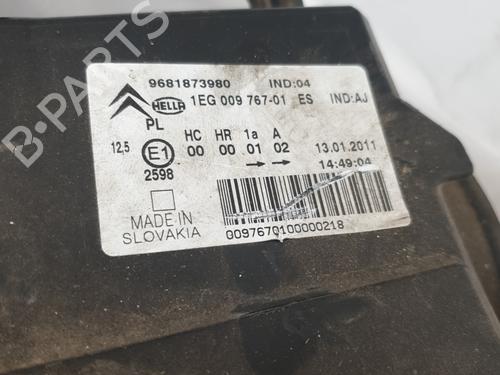 B-PARTS
9681873980 IND:04
HELLA 1EG 009 767-01 ES IND:AJ
PL HC HR 1a A
12,5 E1 00 00 01 02 13.01.2011
2598 → → 14:49:04
MADE IN
SLOVAKIA 0097670100000218